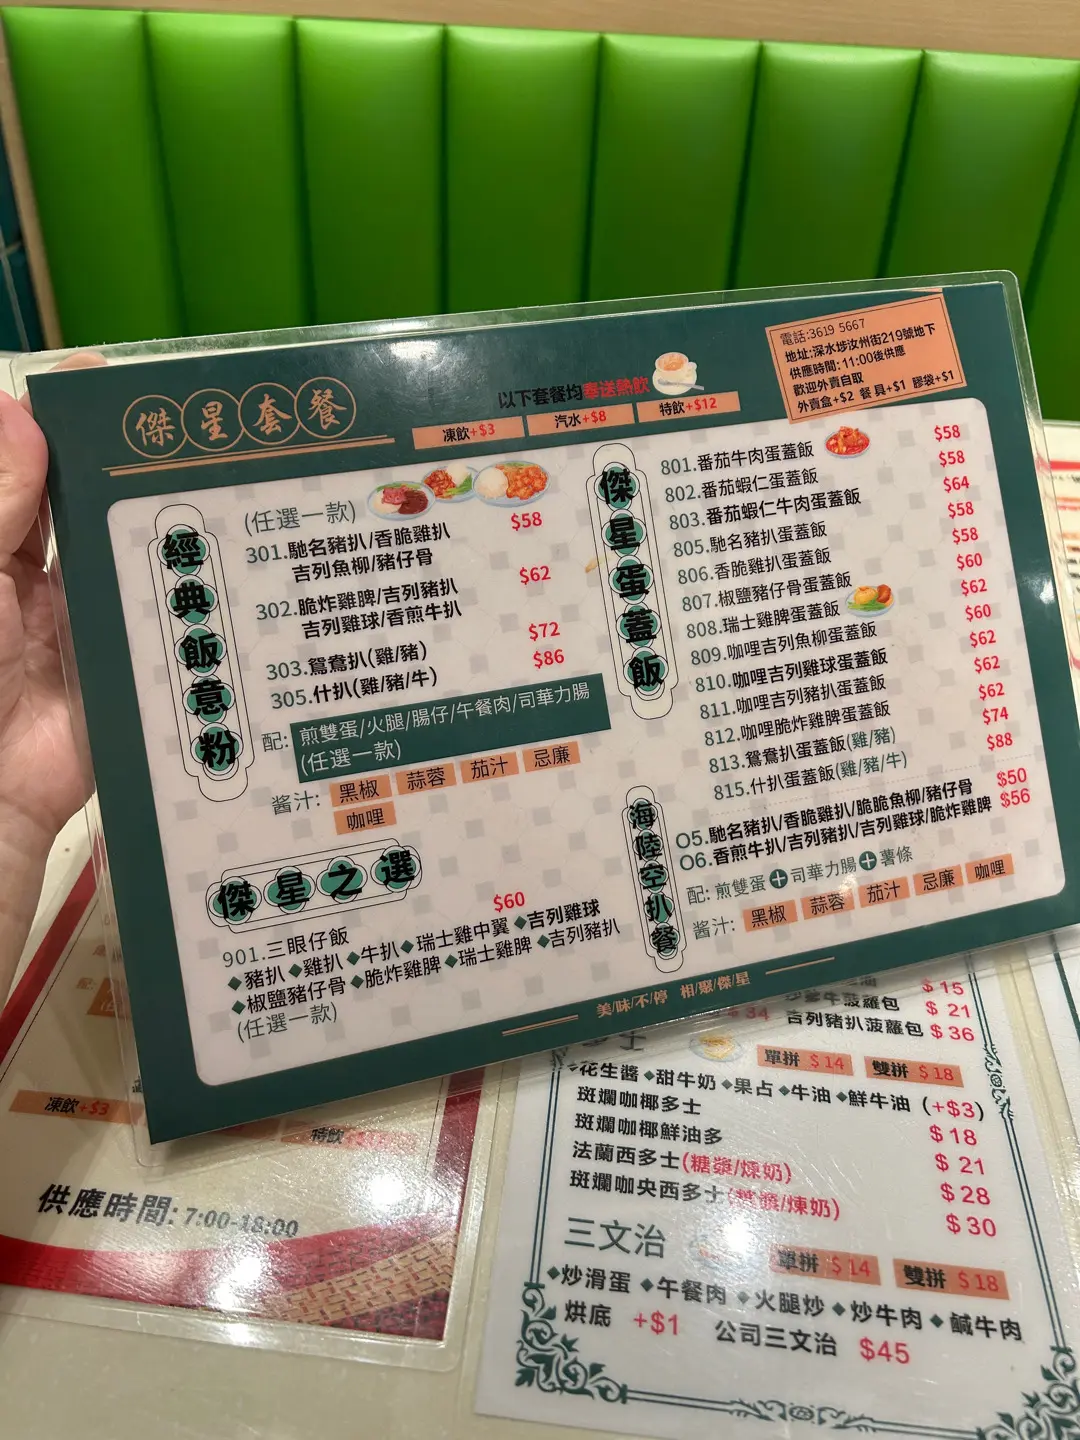 傑星套餐
以下套餐均奉送熱飲
凍飲+$3
汽水+$8
特飲+$12
電話:3619 5667
地址:深水埗汝州街219號地下
供應時間:11:00後供應
歡迎外賣自取
外賣盒+$2 餐具+$1 膠袋+$1
經典飯意粉
(任選一款)
301.馳名豬扒/香脆雞扒 $58
吉列魚柳/豬仔骨
302.脆炸雞脾/吉列豬扒 $62
吉列雞球/香煎牛扒
303.鴛鴦扒(雞/豬) $72
305.什扒(雞/豬/牛) $86
配: 煎雙蛋/火腿/腸仔/午餐肉/司華力腸
(任選一款)
醬汁: 黑椒 蒜蓉 茄汁 忌廉
咖哩
傑星之選
901.三眼仔飯 $60
◆豬扒◆雞扒◆牛扒◆瑞士雞中翼◆吉列雞球
◆椒鹽豬仔骨◆脆炸雞脾◆瑞士雞脾◆吉列豬扒
(任選一款)
傑星蛋蓋飯
801.番茄牛肉蛋蓋飯 $58
802.番茄蝦仁蛋蓋飯 $58
803.番茄蝦仁牛肉蛋蓋飯 $64
805.馳名豬扒蛋蓋飯 $58
806.香脆雞扒蛋蓋飯 $58
807.椒鹽豬仔骨蛋蓋飯 $60
808.瑞士雞脾蛋蓋飯 $62
809.咖哩吉列魚柳蛋蓋飯 $60
810.咖哩吉列雞球蛋蓋飯 $62
811.咖哩吉列豬扒蛋蓋飯 $62
812.咖哩脆炸雞脾蛋蓋飯 $62
813.鴛鴦扒蛋蓋飯(雞/豬) $74
815.什扒蛋蓋飯(雞/豬/牛) $88
海陸空扒餐
O5.馳名豬扒/香脆雞扒/脆脆魚柳/豬仔骨 $50
O6.香煎牛扒/吉列豬扒/吉列雞球/脆炸雞脾 $56
配: 煎雙蛋+司華力腸+薯條
醬汁: 黑椒 蒜蓉 茄汁 忌廉 咖哩
美/味/不/停 相/聚/傑/星
凍飲+$3
特飲
供應時間: 7:00-18:00
$15
牛菠蘿包 $21
$34 吉列豬扒菠蘿包 $36
單拼 $14 雙拼 $18
◆花生醬◆甜牛奶◆果占◆牛油◆鮮牛油 (+$3)
斑斕咖椰多士 $18
斑斕咖椰鮮油多 $21
法蘭西多士(糖漿/煉奶) $28
斑斕咖央西多士(糖漿/煉奶) $30
三文治 單拼 $14 雙拼 $18
◆炒滑蛋◆午餐肉◆火腿炒◆炒牛肉◆鹹牛肉
烘底 +$1 公司三文治 $45